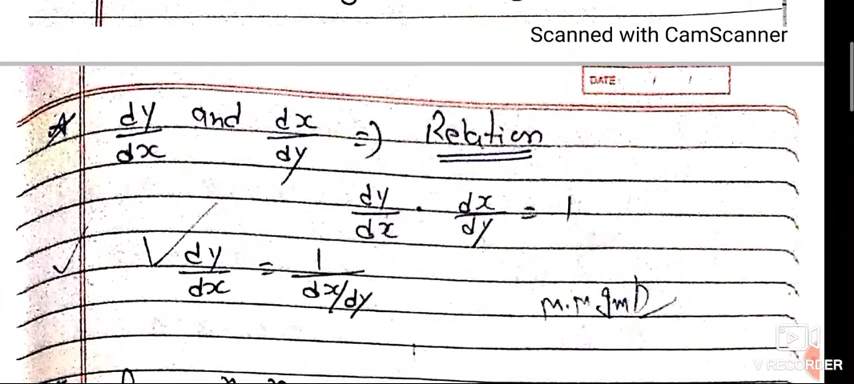 Scanned with CamScanner
DATE: / /
dy/dx and dx/dy ⇒ Relation
dy/dx · dx/dy = 1
dy/dx = 1/(dx/dy)
V RECORDER